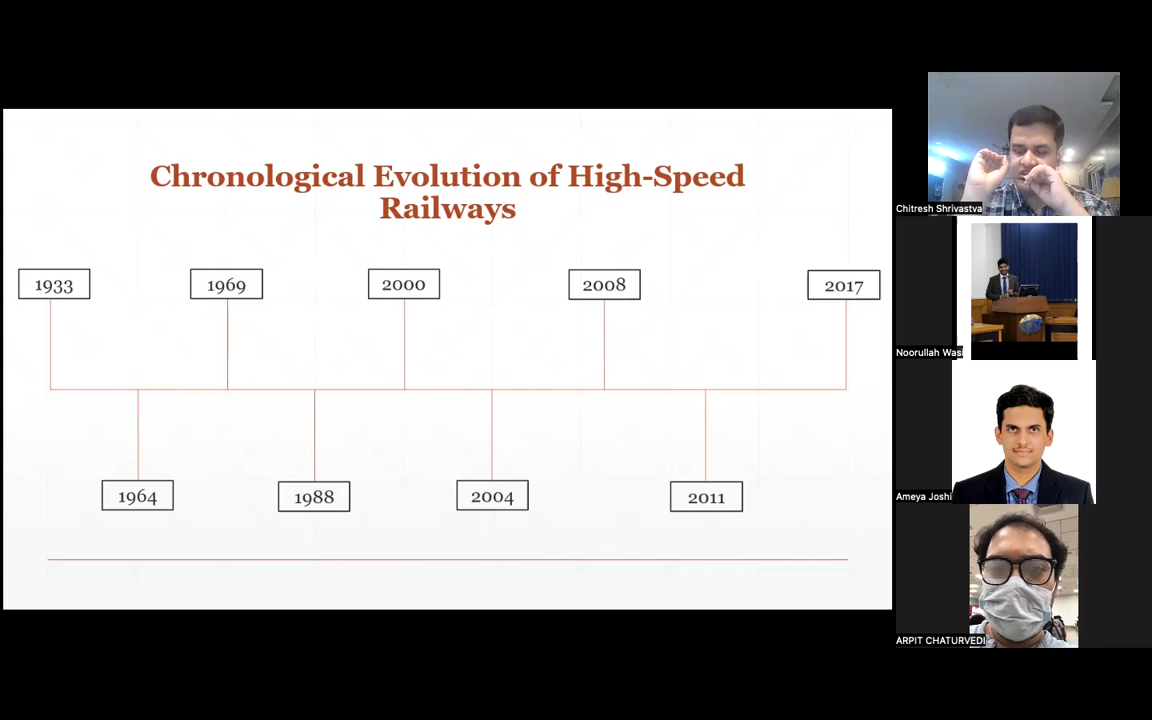 Chronological Evolution of High-Speed
Railways
1933
1969
2000
2008
2017
1964
1988
2004
2011
Chitresh Shrivastva
Noorullah Wasi
Ameya Joshi
ARPIT CHATURVEDI